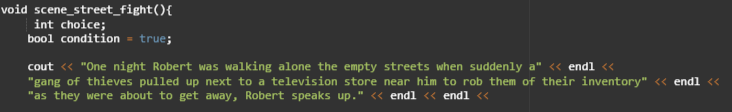 void scene_street_fight(){
int choice;
bool condition = true;
cout << "One night Robert was walking alone the empty streets when suddenly a" << endl <<
"gang of thieves pulled up next to a television store near him to rob them of their inventory" << endl <<
"as they were about to get away, Robert speaks up." << endl << endl <<